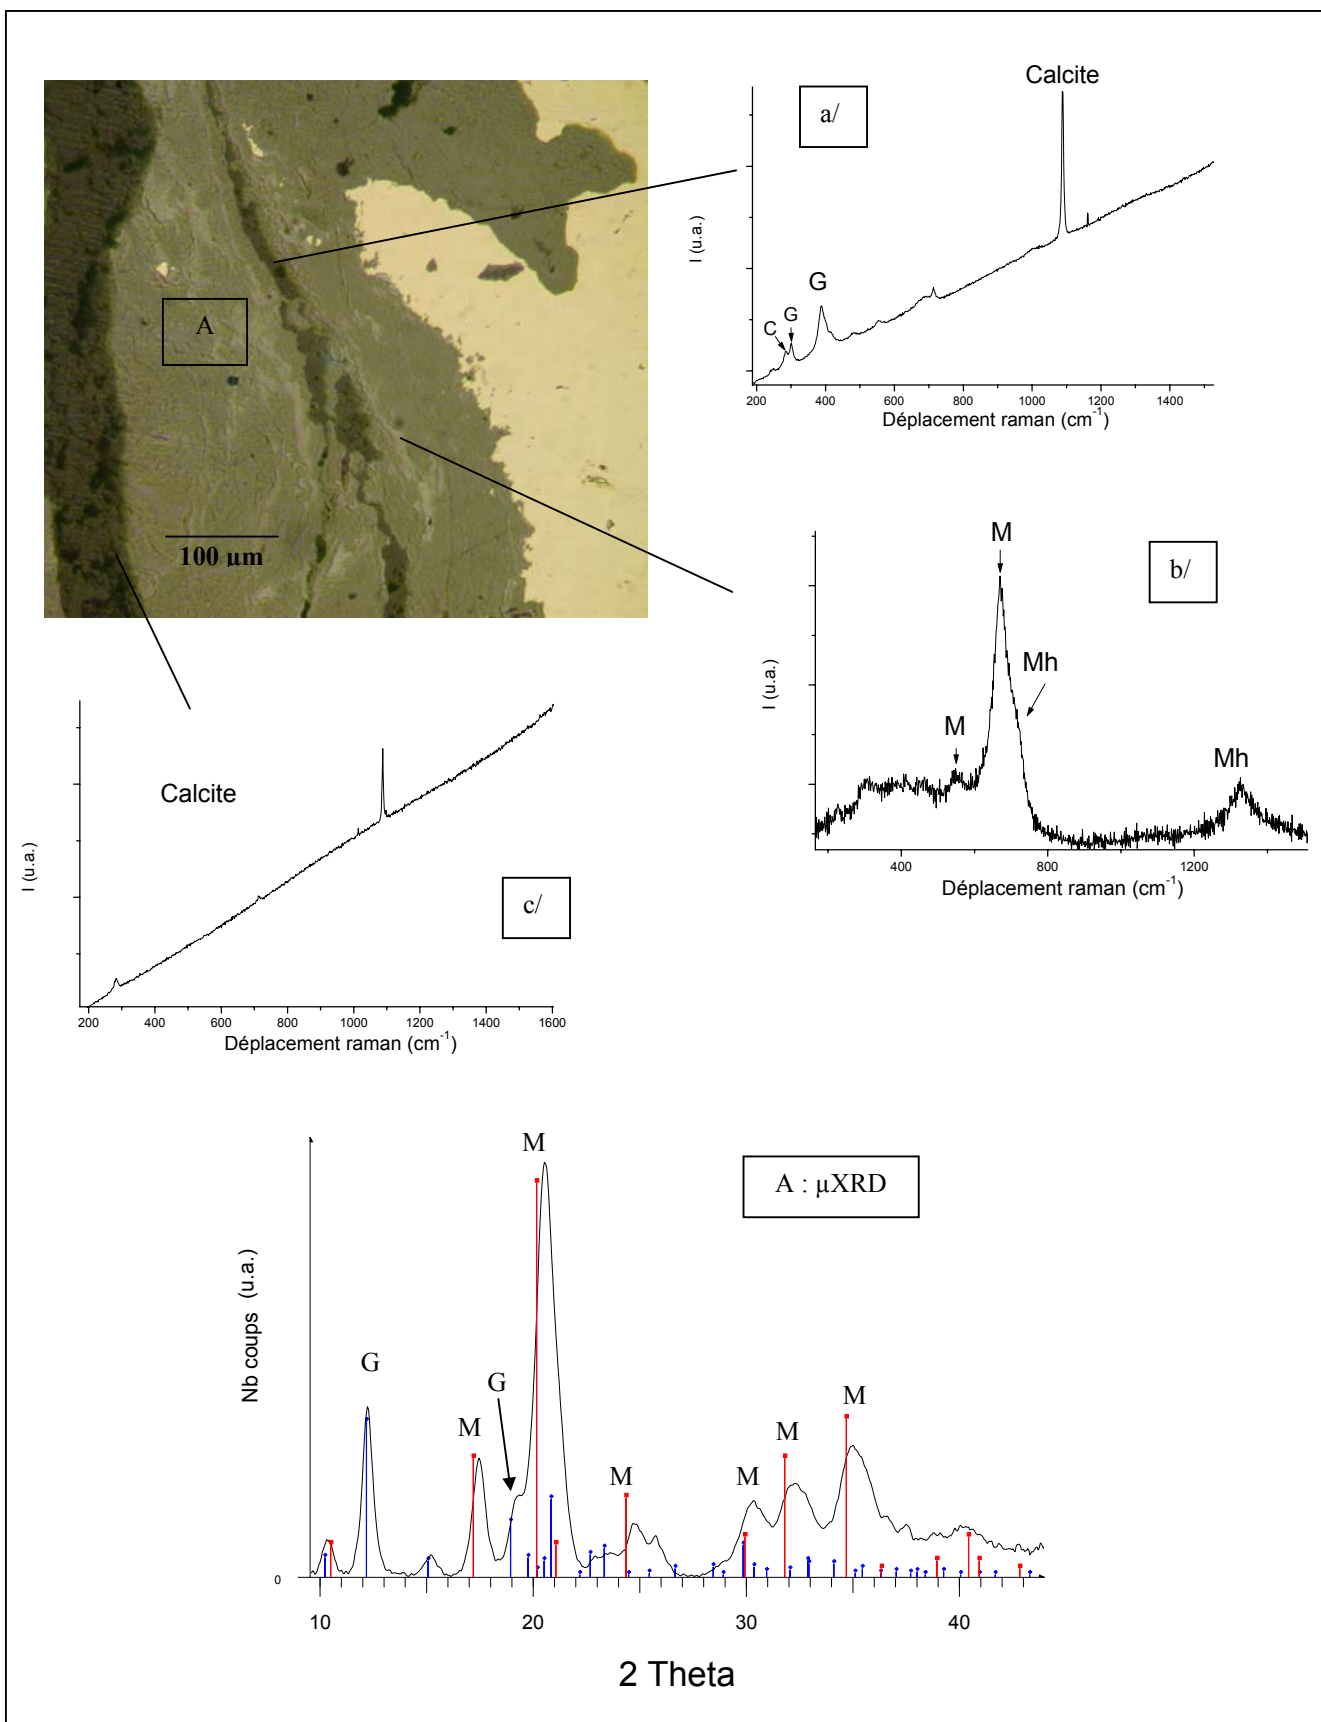 Calcite
a/
I (u.a.)
G
G
C
200 400 600 800 1000 1200 1400
Déplacement raman (cm-1)
A
100 µm
M
b/
Mh
M
Mh
I (u.a.)
400 800 1200
Déplacement raman (cm-1)
Calcite
I (u.a.)
c/
200 400 600 800 1000 1200 1400 1600
Déplacement raman (cm-1)
M
A : µXRD
Nb coups (u.a.)
G
G
M
M
M
M
M
0
10 20 30 40
2 Theta